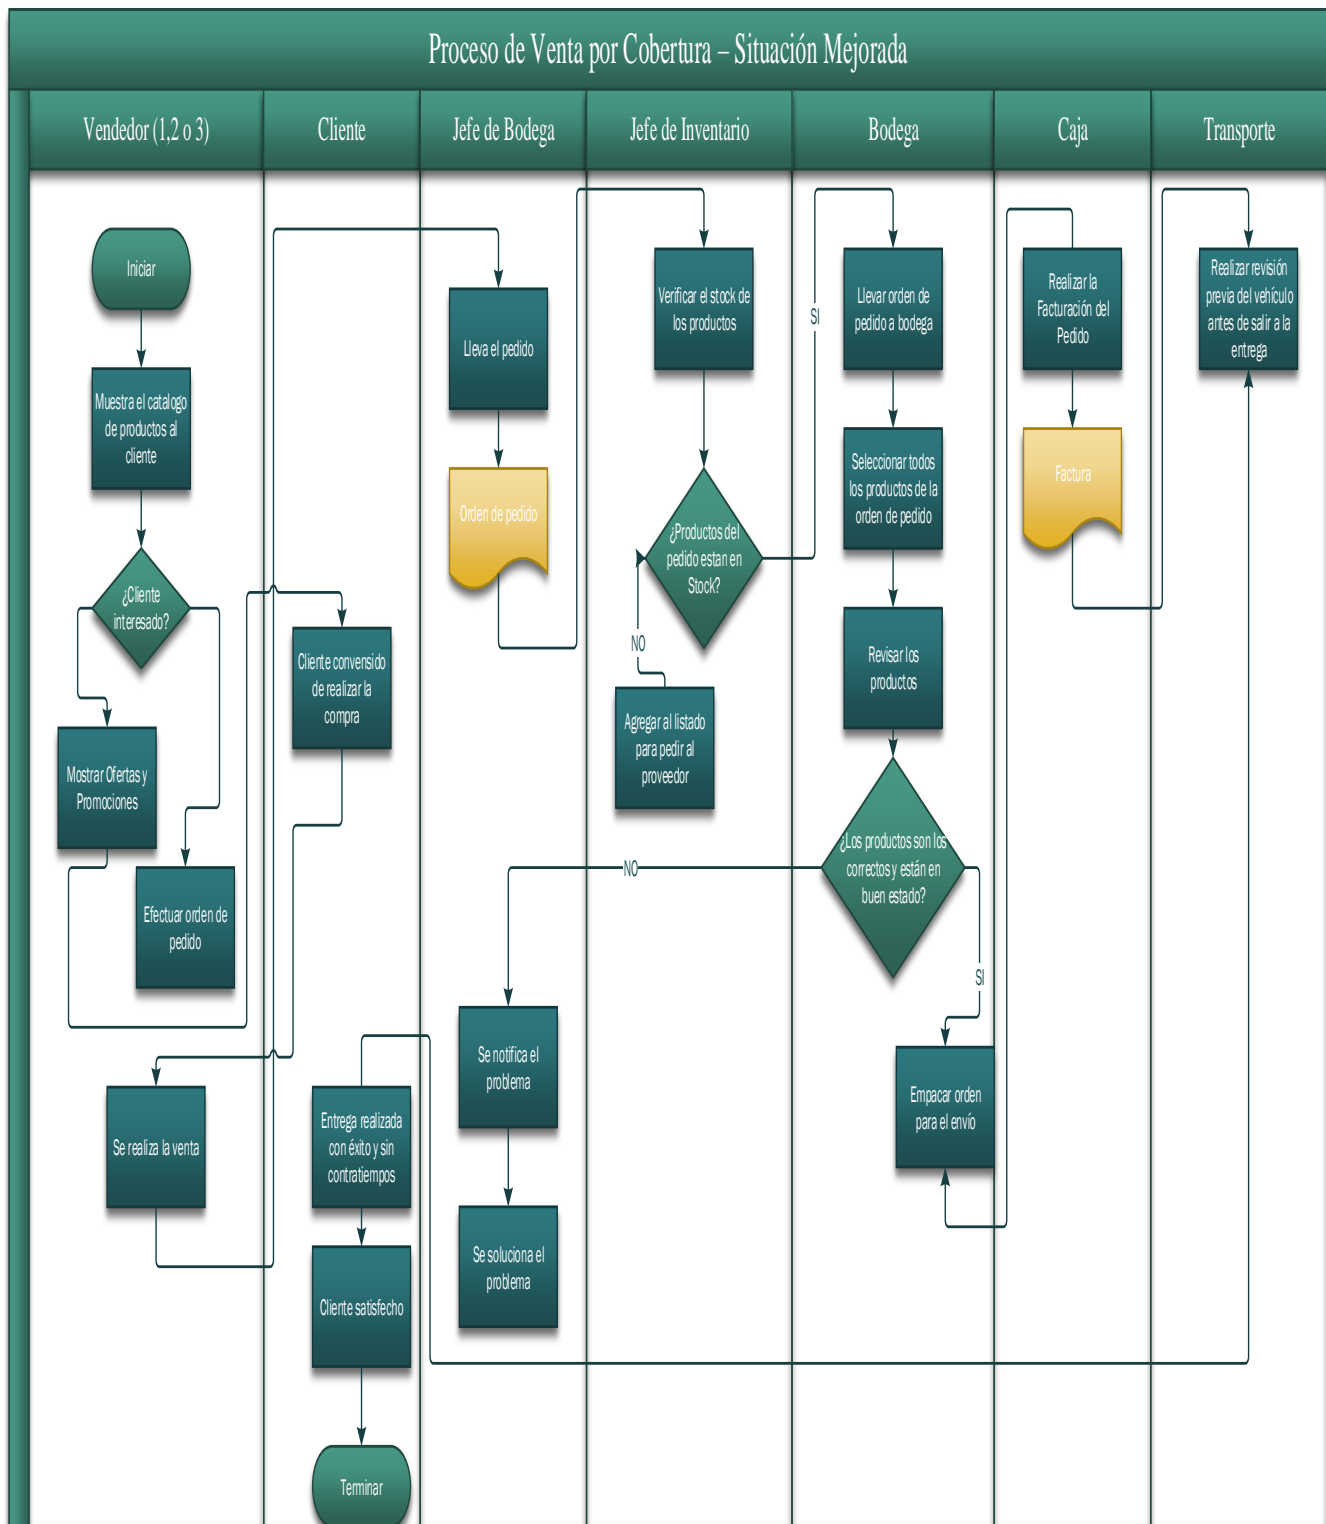 Proceso de Venta por Cobertura – Situación Mejorada
Vendedor (1,2 o 3)
Cliente
Jefe de Bodega
Jefe de Inventario
Bodega
Caja
Transporte
Iniciar
Muestra el catalogo
de productos al
cliente
¿Cliente
interesado?
Mostrar Ofertas y
Promociones
Efectuar orden de
pedido
Se realiza la venta
Cliente convensido
de realizar la
compra
Entrega realizada
con éxito y sin
contratiempos
Cliente satisfecho
Terminar
Lleva el pedido
Orden de pedido
Se notifica el
problema
Se soluciona el
problema
Verificar el stock de
los productos
¿Productos del
pedido estan en
Stock?
NO
Agregar al listado
para pedir al
proveedor
NO
SI
Llevar orden de
pedido a bodega
Seleccionar todos
los productos de la
orden de pedido
Revisar los
productos
¿Los productos son los
correctos y están en
buen estado?
SI
Empacar orden
para el envío
Realizar la
Facturación del
Pedido
Factura
Realizar revisión
previa del vehículo
antes de salir a la
entrega